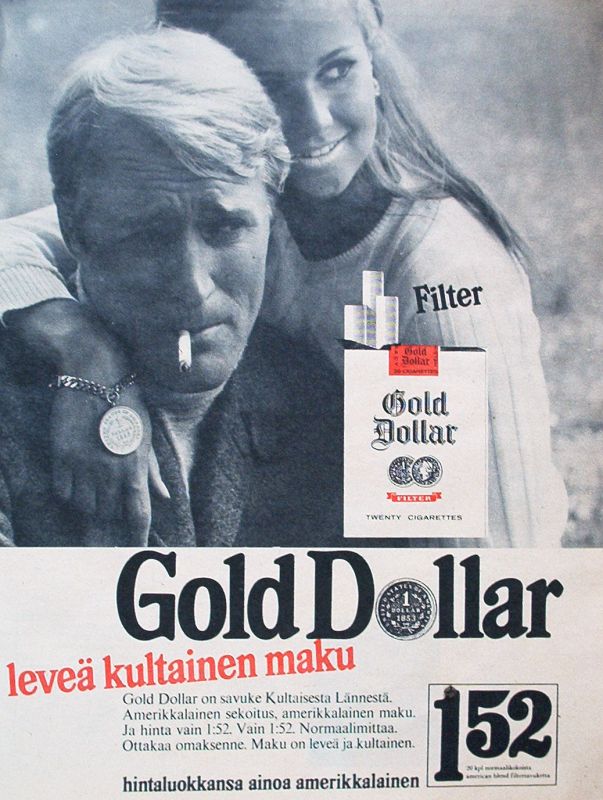 Filter
Gold
Dollar
20 CIGARETTES
Gold
Dollar
FILTER
TWENTY CIGARETTES
Gold Dollar
1
DOLLAR
1853
leveä kultainen maku
Gold Dollar on savuke Kultaisesta Lännestä.
Amerikkalainen sekoitus, amerikkalainen maku.
Ja hinta vain 1:52. Vain 1:52. Normaalimittaa.
Ottakaa omaksenne. Maku on leveä ja kultainen.
hintaluokkansa ainoa amerikkalainen
152
20 kpl normaalikokoista
american blend filttersavuketta